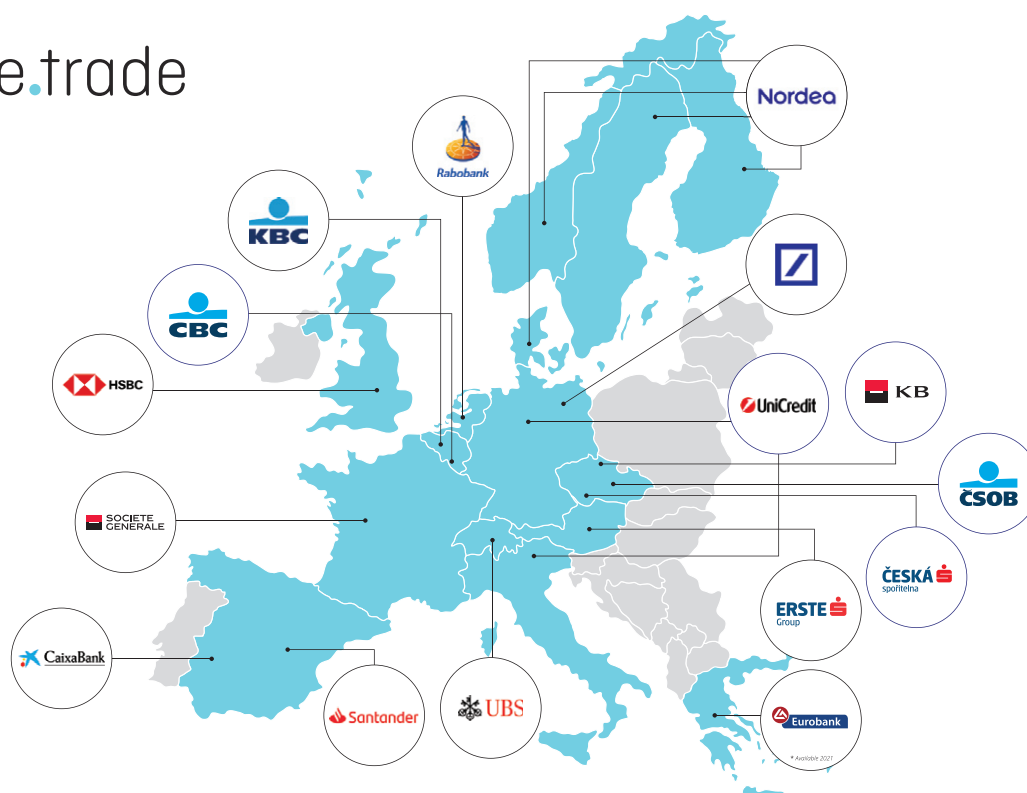 e.trade
Nordea
Rabobank
KBC
CBC
HSBC
UniCredit
KB
ČSOB
SOCIETE
GENERALE
ČESKÁ
spořitelna
ERSTE
Group
CaixaBank
Santander
UBS
Eurobank
* Available 2021